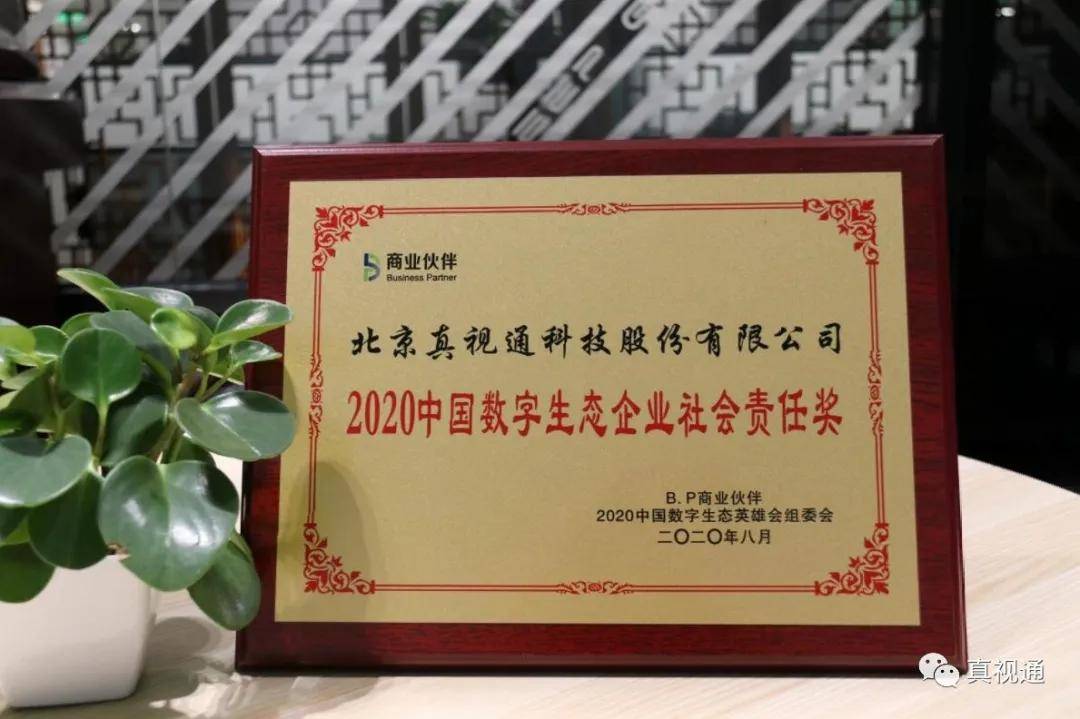 商业伙伴
Business Partner
北京真视通科技股份有限公司
2020中国数字生态企业社会责任奖
B.P商业伙伴
2020中国数字生态英雄会组委会
二〇二〇年八月
真视通